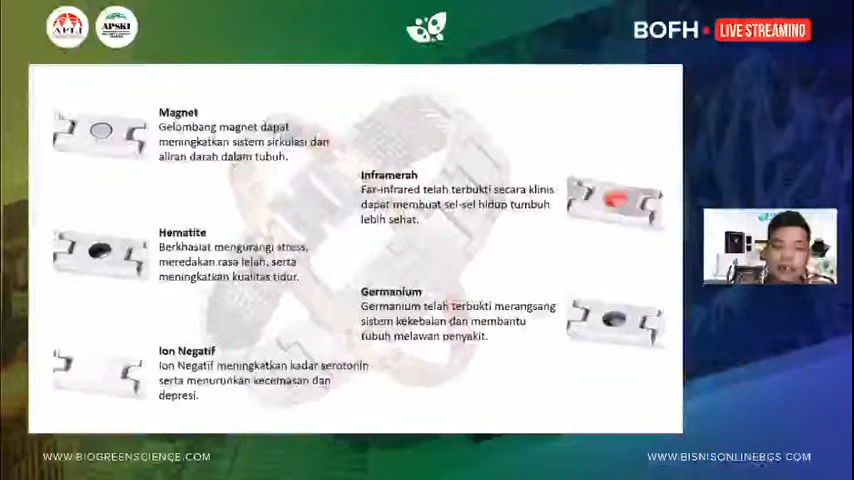 APLI
APSKI
BOFH LIVE STREAMING
Magnet
Gelombang magnet dapat
meningkatkan sistem sirkulasi dan
aliran darah dalam tubuh.
Inframerah
Far-infrared telah terbukti secara klinis
dapat membuat sel-sel hidup tumbuh
lebih sehat.
Hematite
Berkhasiat mengurangi stress,
meredakan rasa lelah, serta
meningkatkan kualitas tidur.
Germanium
Germanium telah terbukti merangsang
sistem kekebalan dan membantu
tubuh melawan penyakit.
Ion Negatif
Ion Negatif meningkatkan kadar serotonin
serta menurunkan kecemasan dan
depresi.
WWW.BIOGREENSCIENCE.COM
WWW.BISNISONLINEBGS.COM